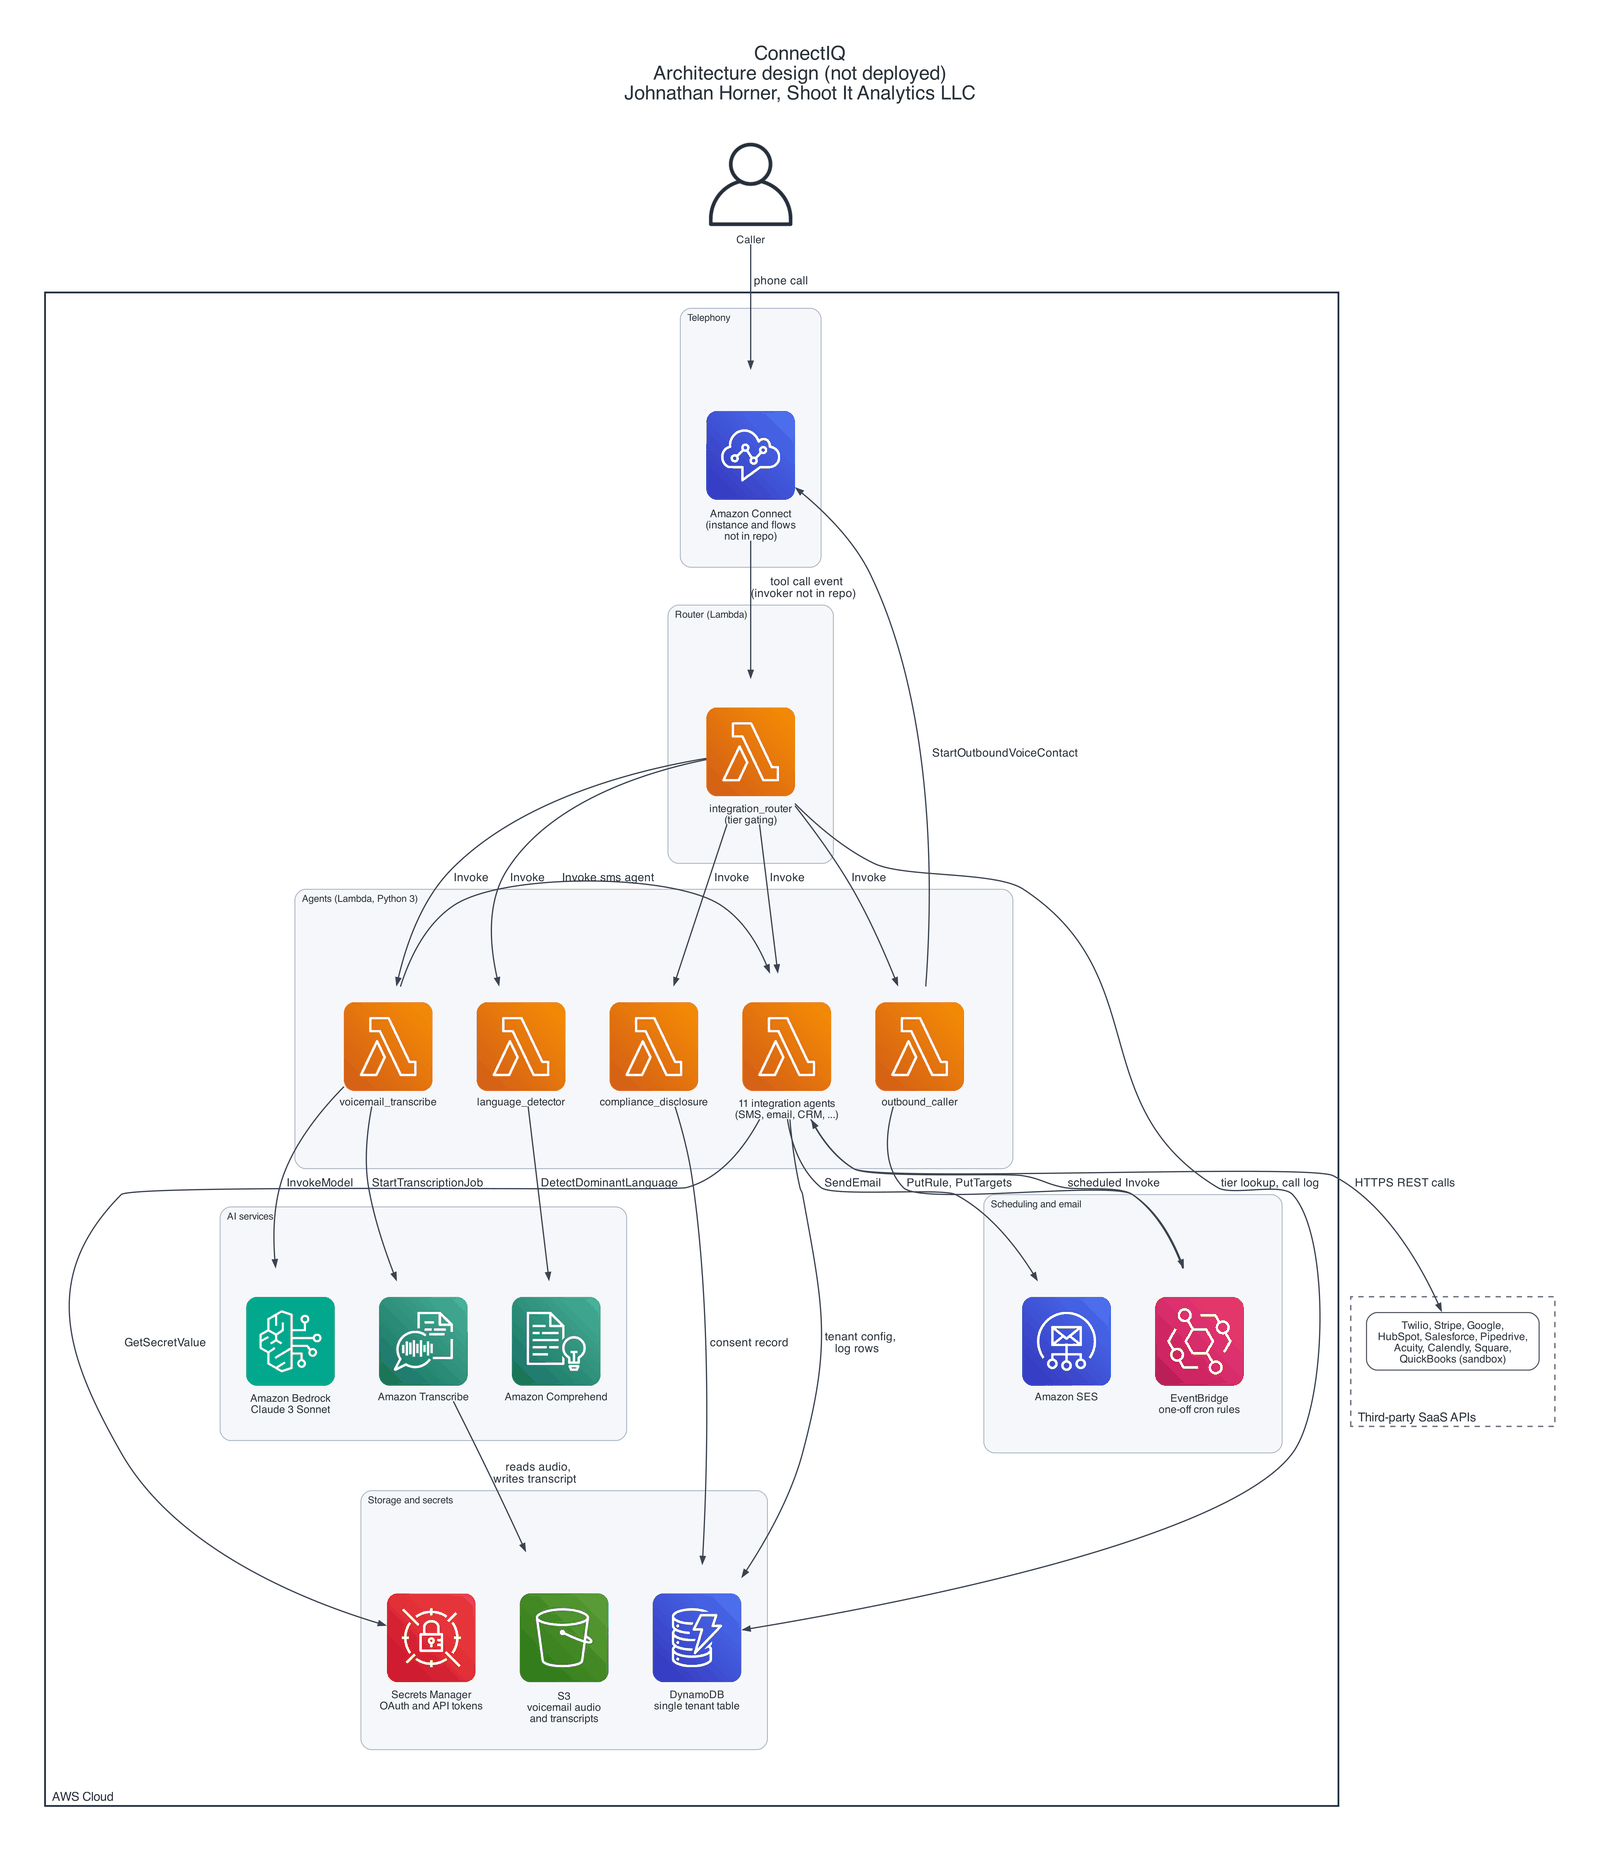 ConnectIQ
Architecture design (not deployed)
Johnathan Horner, Shoot It Analytics LLC
Caller
phone call
Telephony
Amazon Connect
(instance and flows
not in repo)
tool call event
(invoker not in repo)
Router (Lambda)
StartOutboundVoiceContact
integration_router
(tier gating)
Invoke
Invoke
Invoke sms agent
Invoke
Invoke
Invoke
Agents (Lambda, Python 3)
voicemail_transcribe
language_detector
compliance_disclosure
11 integration agents
(SMS, email, CRM, ...)
outbound_caller
InvokeModel
StartTranscriptionJob
DetectDominantLanguage
SendEmail
PutRule, PutTargets
scheduled Invoke
tier lookup, call log
HTTPS REST calls
AI services
Scheduling and email
GetSecretValue
Amazon Bedrock
Claude 3 Sonnet
Amazon Transcribe
Amazon Comprehend
consent record
tenant config,
log rows
Amazon SES
EventBridge
one-off cron rules
Twilio, Stripe, Google,
HubSpot, Salesforce, Pipedrive,
Acuity, Calendly, Square,
QuickBooks (sandbox)
Third-party SaaS APIs
reads audio,
writes transcript
Storage and secrets
Secrets Manager
OAuth and API tokens
S3
voicemail audio
and transcripts
DynamoDB
single tenant table
AWS Cloud